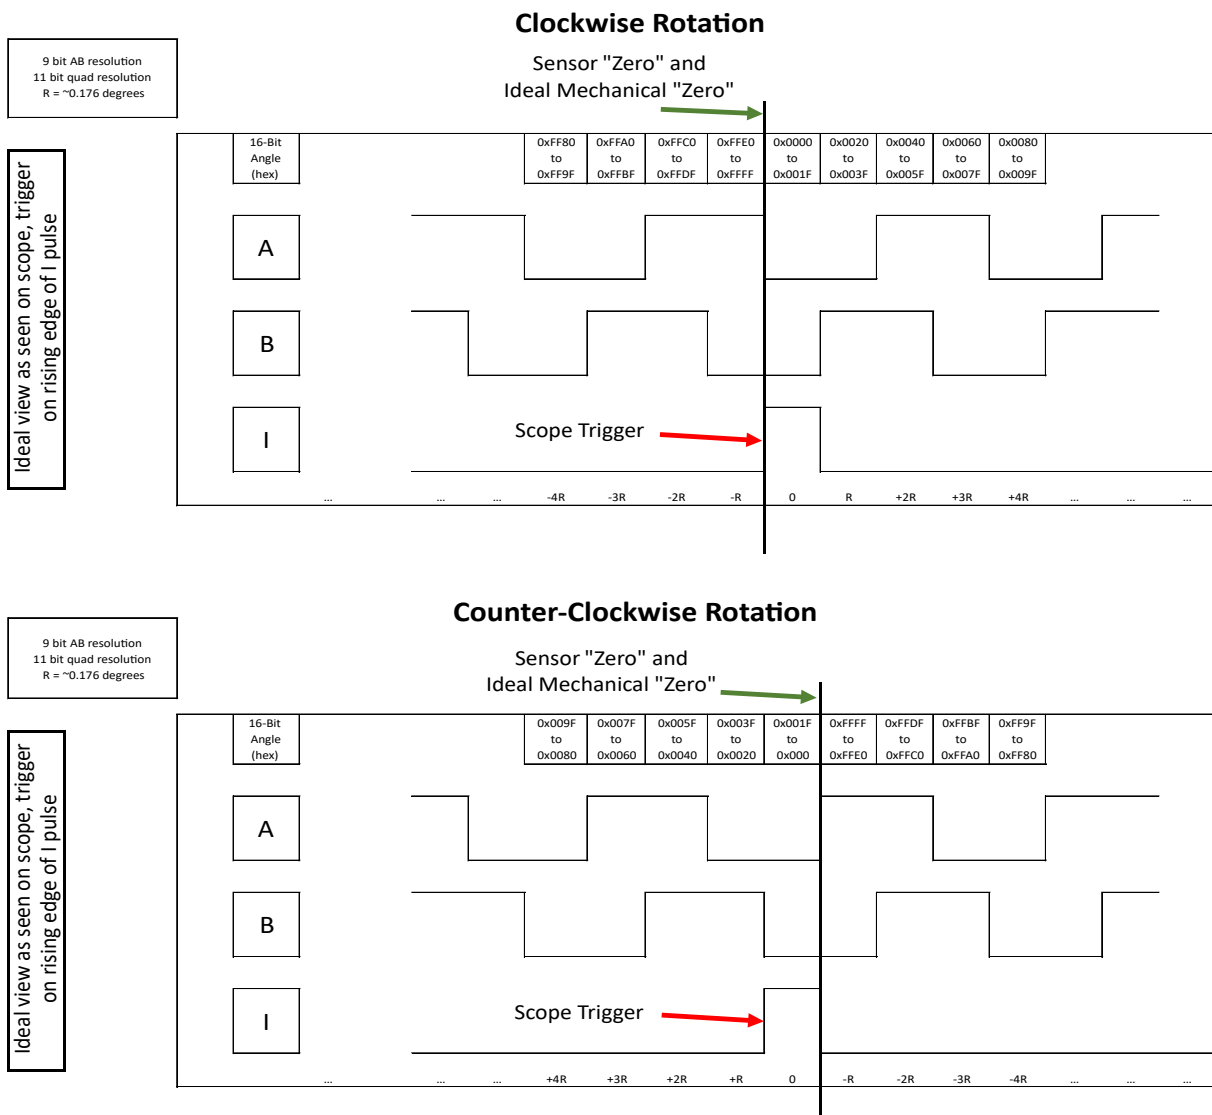 Clockwise Rotation
9 bit AB resolution
11 bit quad resolution
R = ~0.176 degrees
Sensor "Zero" and
Ideal Mechanical "Zero"
Ideal view as seen on scope, trigger
on rising edge of I pulse
16-Bit
Angle
(hex)
0xFF80 0xFFA0 0xFFC0 0xFFE0 0x0000 0x0020 0x0040 0x0060 0x0080
to to to to to to to to to
0xFF9F 0xFFBF 0xFFDF 0xFFFF 0x001F 0x003F 0x005F 0x007F 0x009F
A
B
Scope Trigger
I
... ... ... -4R -3R -2R -R 0 R +2R +3R +4R ... ... ...
Counter-Clockwise Rotation
9 bit AB resolution
11 bit quad resolution
R = ~0.176 degrees
Sensor "Zero" and
Ideal Mechanical "Zero"
Ideal view as seen on scope, trigger
on rising edge of I pulse
16-Bit
Angle
(hex)
0x009F 0x007F 0x005F 0x003F 0x001F 0xFFFF 0xFFDF 0xFFBF 0xFF9F
to to to to to to to to to
0x0080 0x0060 0x0040 0x0020 0x000 0xFFE0 0xFFC0 0xFFA0 0xFF80
A
B
Scope Trigger
I
... ... ... +4R +3R +2R +R 0 -R -2R -3R -4R ... ... ...